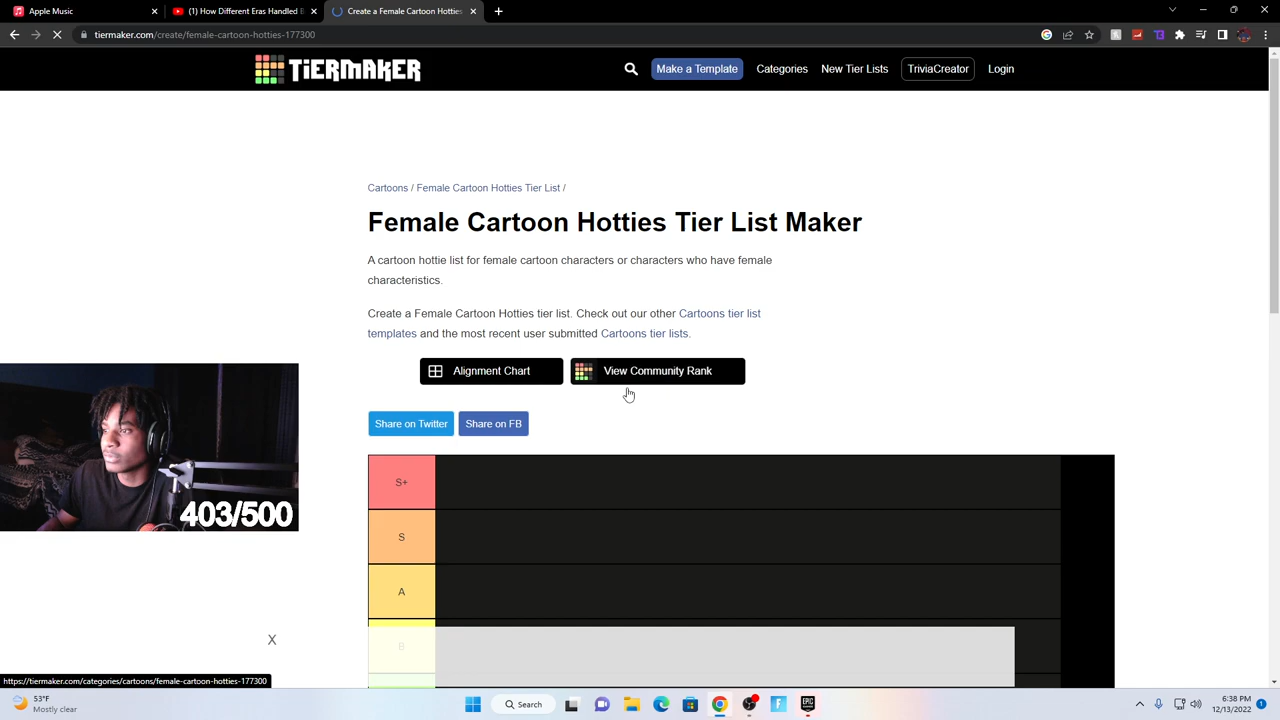 Apple Music
(1) How Different Eras Handled B
Create a Female Cartoon Hotties
tiermaker.com/create/female-cartoon-hotties-177300
TiERMAKER
Make a Template
Categories
New Tier Lists
TriviaCreator
Login
Cartoons / Female Cartoon Hotties Tier List /
Female Cartoon Hotties Tier List Maker
A cartoon hottie list for female cartoon characters or characters who have female
characteristics.
Create a Female Cartoon Hotties tier list. Check out our other Cartoons tier list
templates and the most recent user submitted Cartoons tier lists.
Alignment Chart
View Community Rank
Share on Twitter
Share on FB
S+
S
A
B
403/500
X
https://tiermaker.com/categories/cartoons/female-cartoon-hotties-177300
53°F
Mostly clear
Search
EPIC
6:38 PM
12/13/2022